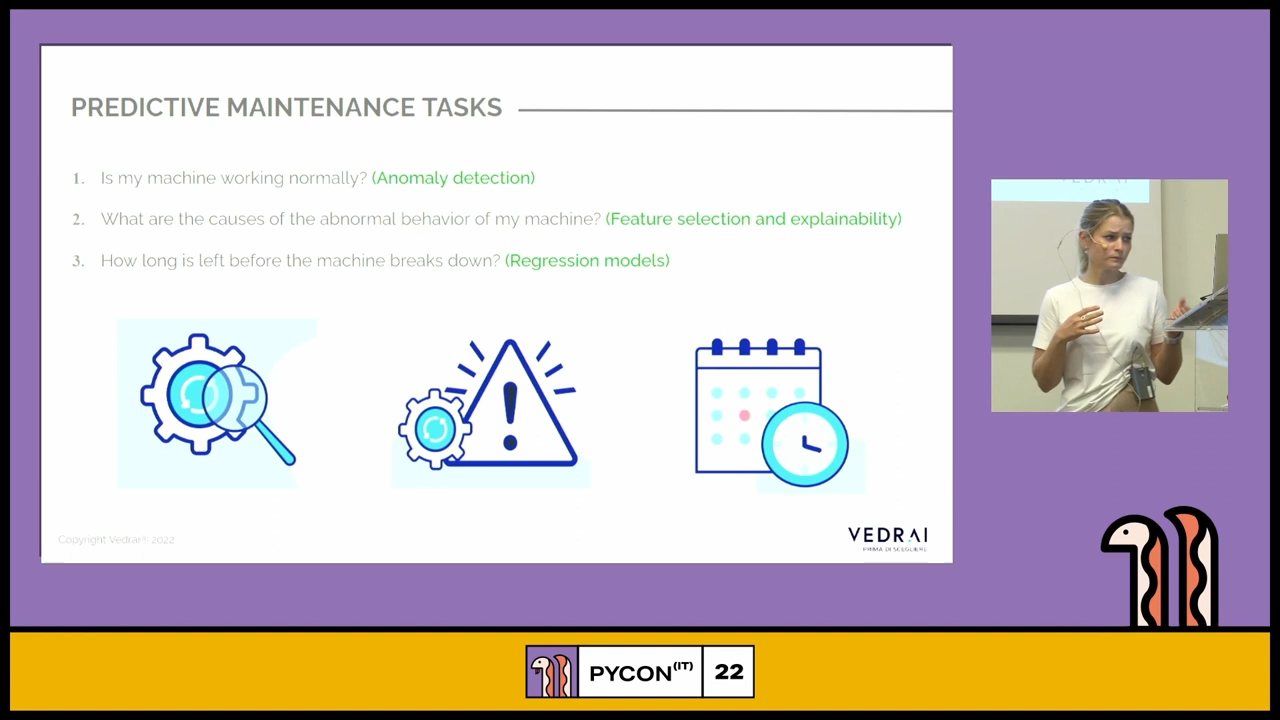 PREDICTIVE MAINTENANCE TASKS
1. Is my machine working normally? (Anomaly detection)
2. What are the causes of the abnormal behavior of my machine? (Feature selection and explainability)
3. How long is left before the machine breaks down? (Regression models)
Copyright Vedrai® 2022
VEDRAI
PRIMA DI SCEGLIERE
VEDRAI
PYCON(IT) 22